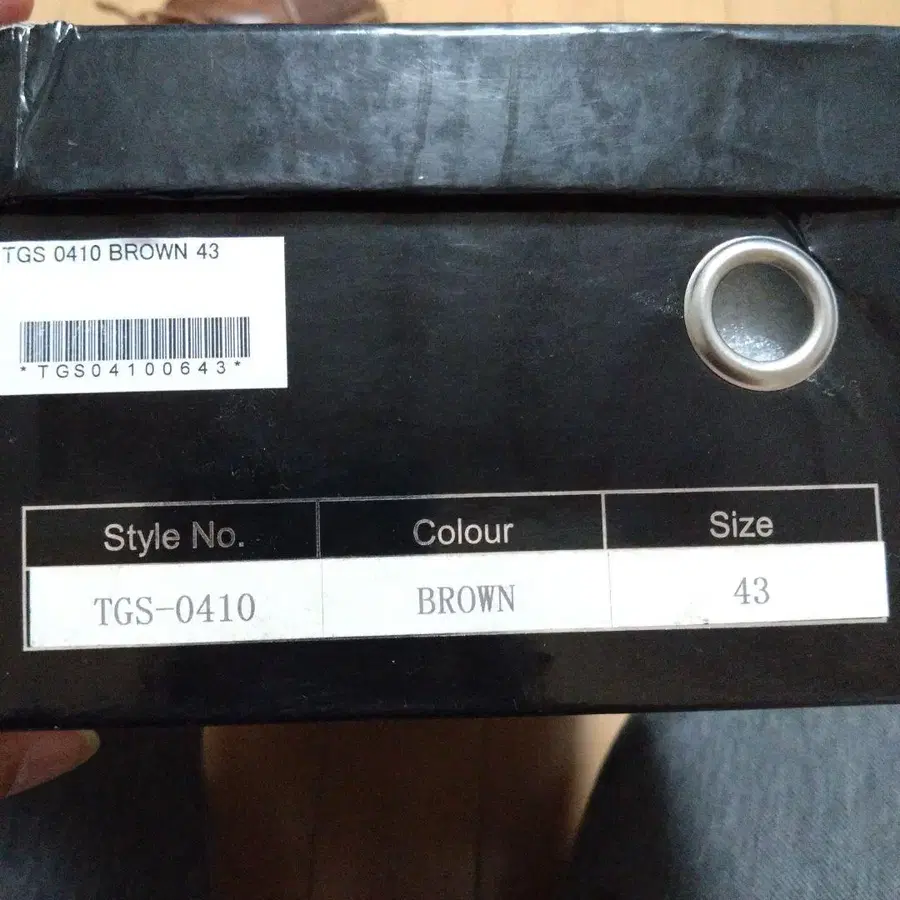 TGS 0410 BROWN 43
*TGS04100643*
Style No. Colour Size
TGS-0410 BROWN 43